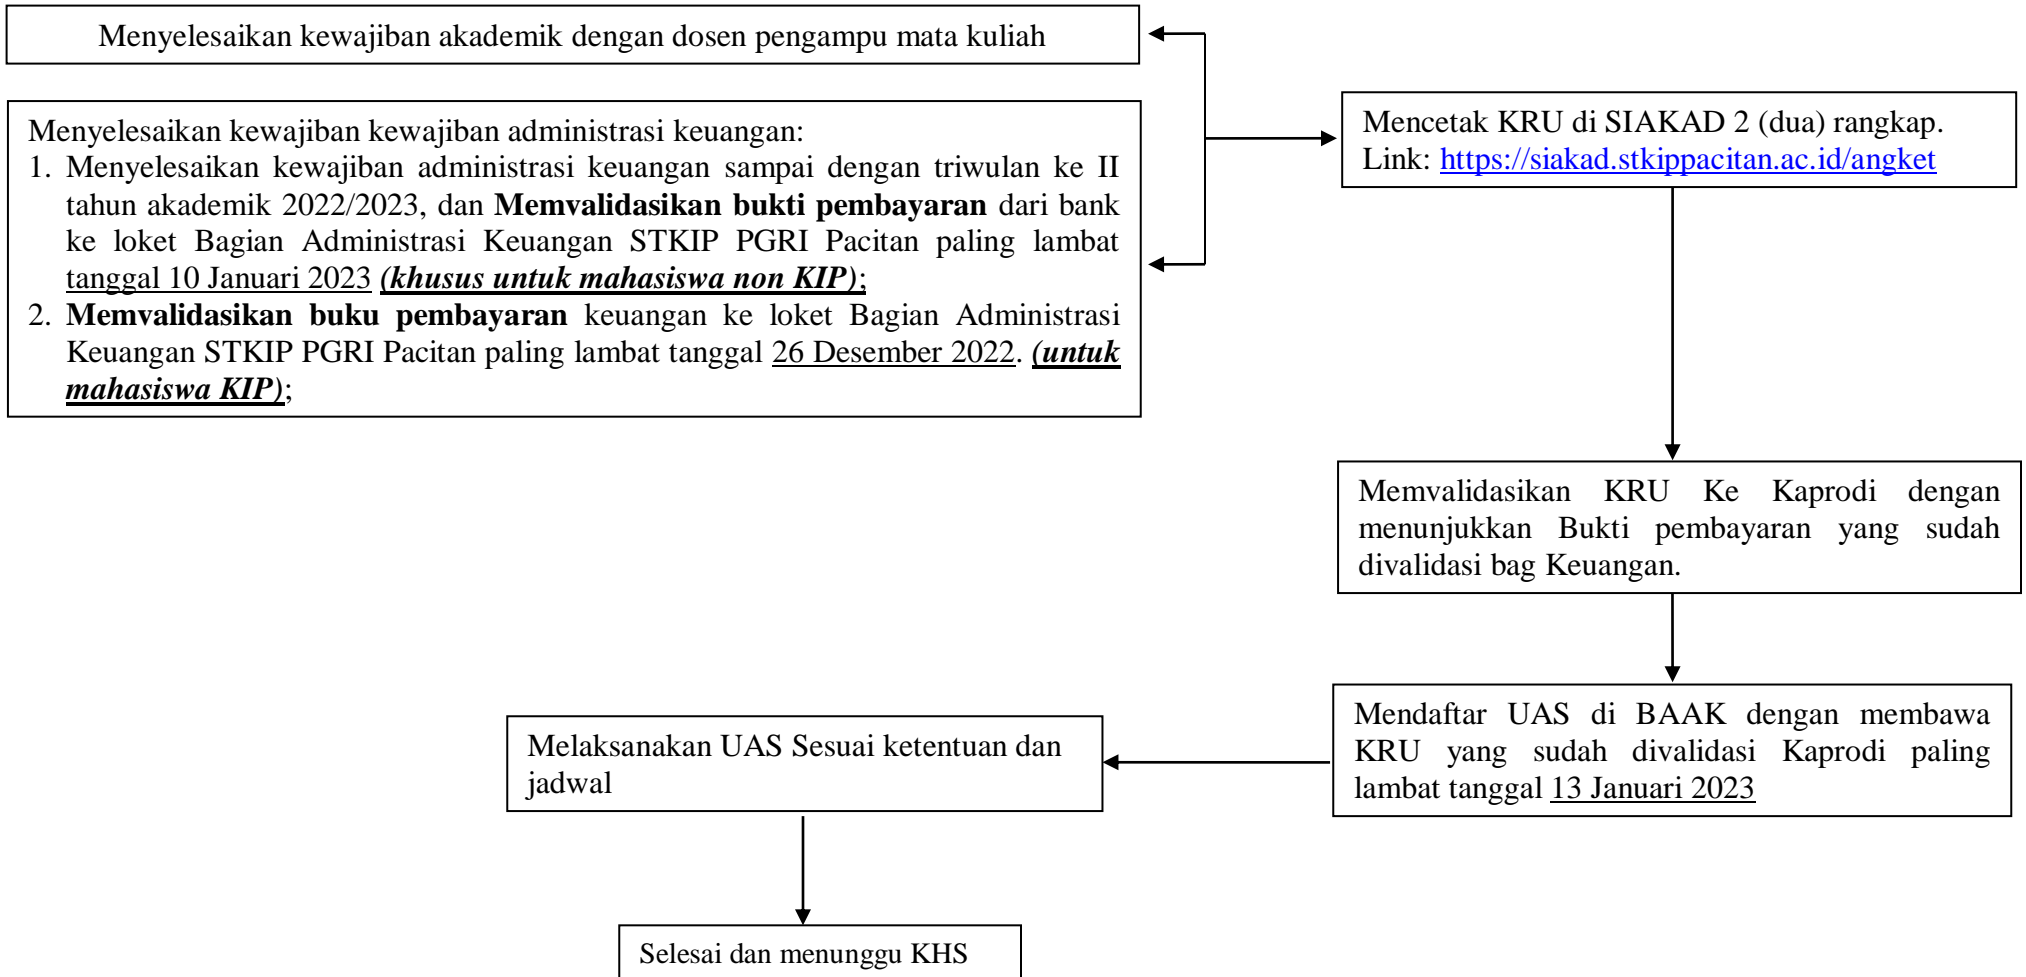 Menyelesaikan kewajiban akademik dengan dosen pengampu mata kuliah
Menyelesaikan kewajiban kewajiban administrasi keuangan:
1. Menyelesaikan kewajiban administrasi keuangan sampai dengan triwulan ke II
tahun akademik 2022/2023, dan Memvalidasikan bukti pembayaran dari bank
ke loket Bagian Administrasi Keuangan STKIP PGRI Pacitan paling lambat
tanggal 10 Januari 2023 (khusus untuk mahasiswa non KIP);
2. Memvalidasikan buku pembayaran keuangan ke loket Bagian Administrasi
Keuangan STKIP PGRI Pacitan paling lambat tanggal 26 Desember 2022. (untuk
mahasiswa KIP);
Mencetak KRU di SIAKAD 2 (dua) rangkap.
Link: https://siakad.stkippacitan.ac.id/angket
Memvalidasikan KRU Ke Kaprodi dengan
menunjukkan Bukti pembayaran yang sudah
divalidasi bag Keuangan.
Mendaftar UAS di BAAK dengan membawa
KRU yang sudah divalidasi Kaprodi paling
lambat tanggal 13 Januari 2023
Melaksanakan UAS Sesuai ketentuan dan
jadwal
Selesai dan menunggu KHS